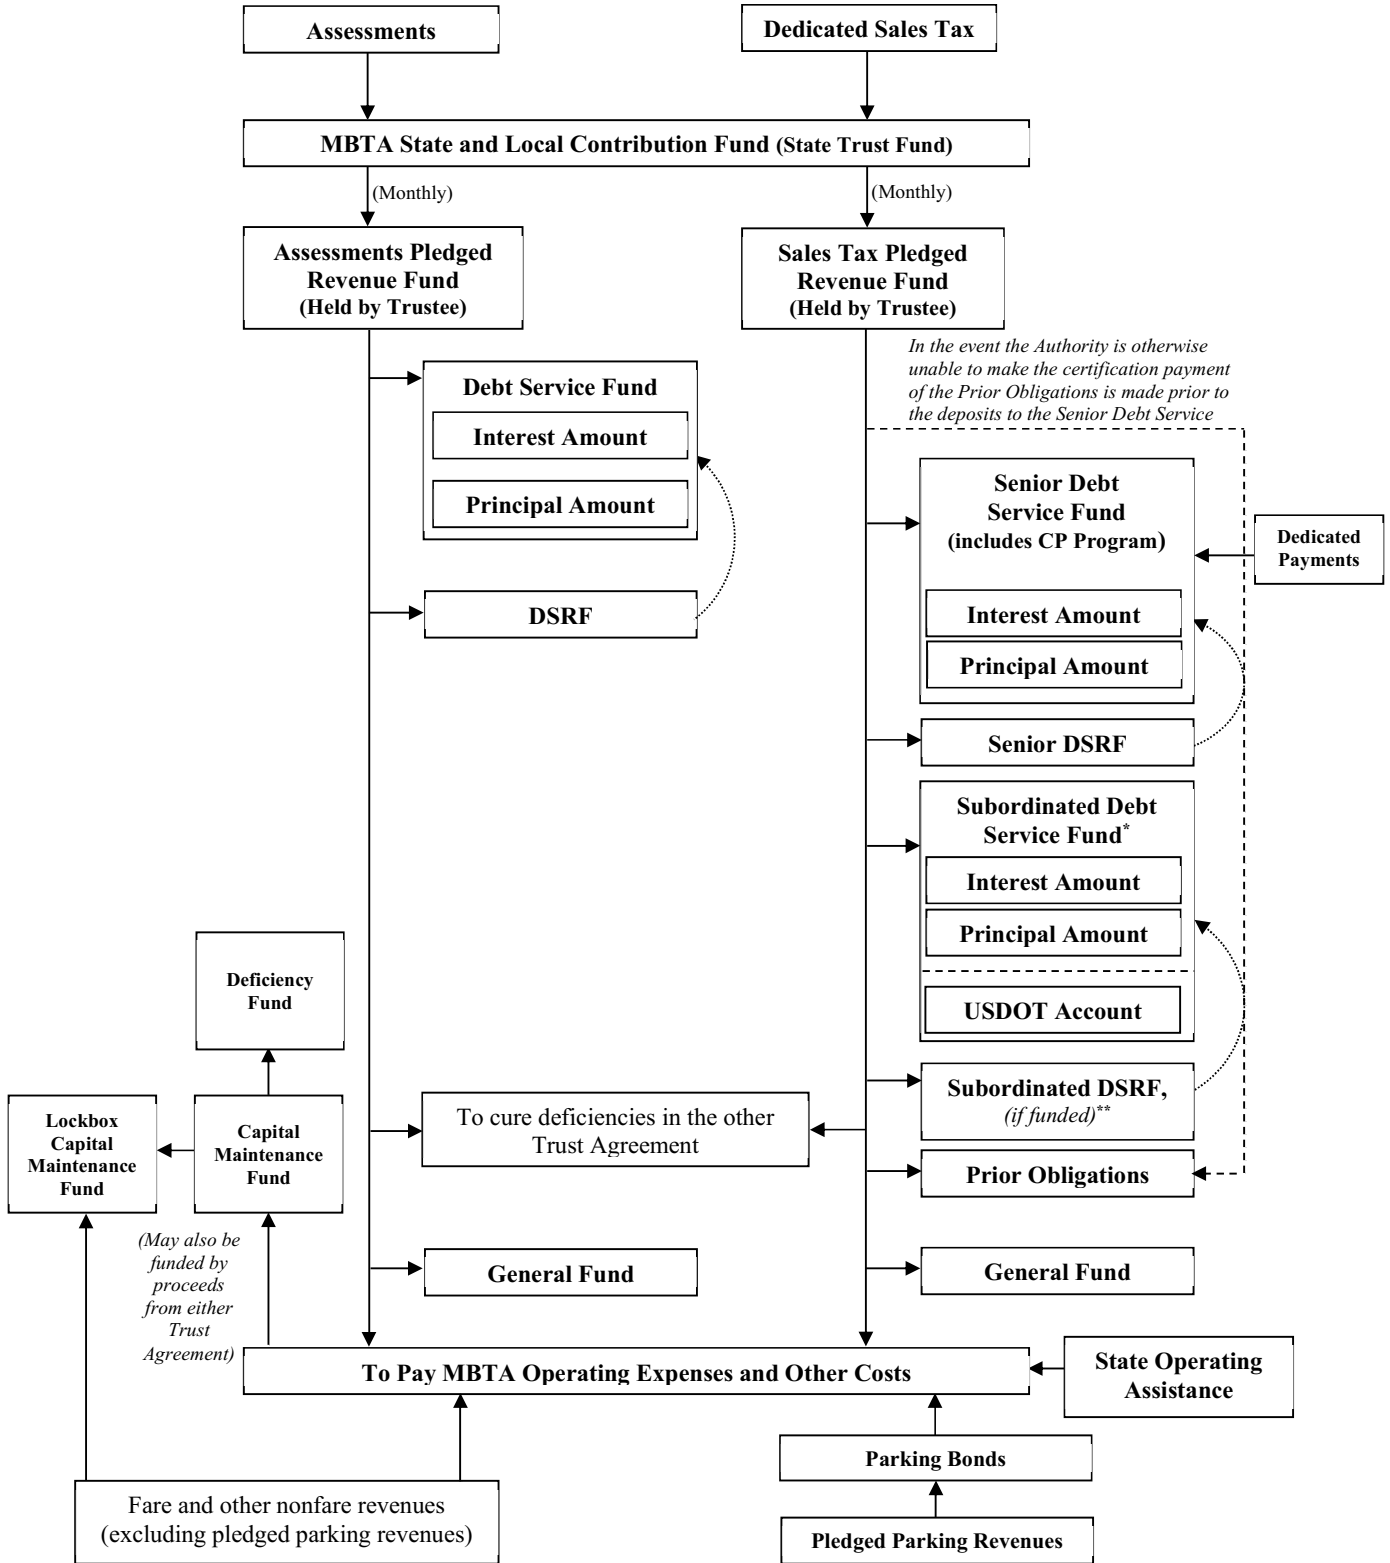 Assessments
Dedicated Sales Tax
MBTA State and Local Contribution Fund (State Trust Fund)
(Monthly)
(Monthly)
Assessments Pledged
Revenue Fund
(Held by Trustee)
Sales Tax Pledged
Revenue Fund
(Held by Trustee)
In the event the Authority is otherwise
unable to make the certification payment
of the Prior Obligations is made prior to
the deposits to the Senior Debt Service
Debt Service Fund
Interest Amount
Principal Amount
DSRF
Senior Debt
Service Fund
(includes CP Program)
Interest Amount
Principal Amount
Dedicated
Payments
Senior DSRF
Subordinated Debt
Service Fund*
Interest Amount
Principal Amount
USDOT Account
Subordinated DSRF,
(if funded)**
Prior Obligations
Deficiency
Fund
Lockbox
Capital
Maintenance
Fund
Capital
Maintenance
Fund
To cure deficiencies in the other
Trust Agreement
(May also be
funded by
proceeds
from either
Trust
Agreement)
General Fund
General Fund
To Pay MBTA Operating Expenses and Other Costs
State Operating
Assistance
Parking Bonds
Fare and other nonfare revenues
(excluding pledged parking revenues)
Pledged Parking Revenues